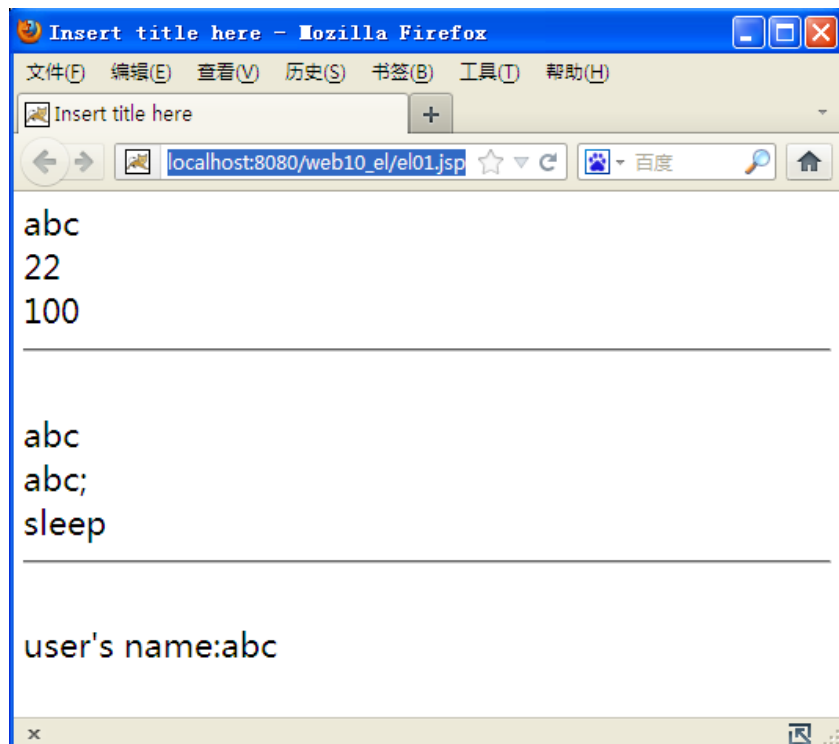 Insert title here - Mozilla Firefox
文件(F) 编辑(E) 查看(V) 历史(S) 书签(B) 工具(T) 帮助(H)
Insert title here +
localhost:8080/web10_el/el01.jsp 百度
abc
22
100
abc
abc;
sleep
user's name:abc
x